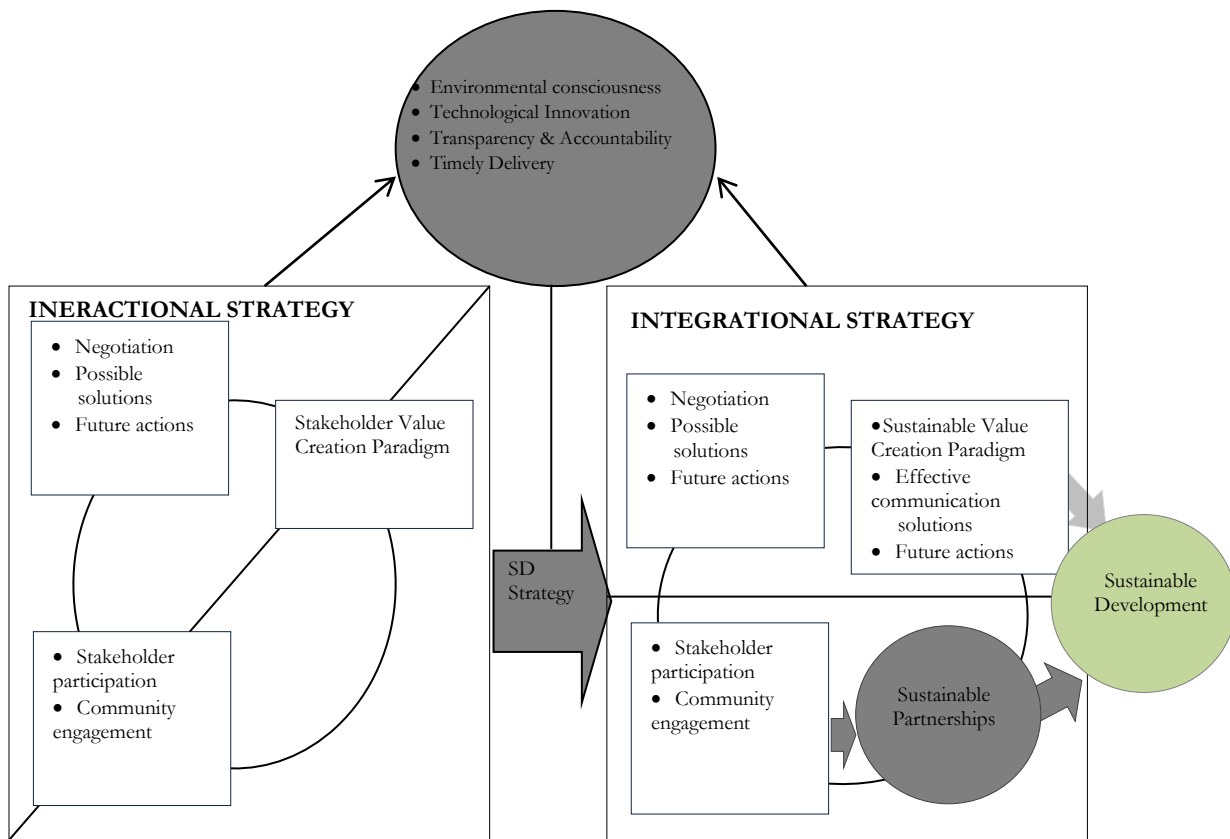 • Environmental consciousness
• Technological Innovation
• Transparency & Accountability
• Timely Delivery
INERACTIONAL STRATEGY
• Negotiation
• Possible
solutions
• Future actions
Stakeholder Value
Creation Paradigm
• Stakeholder
participation
• Community
engagement
SD
Strategy
INTEGRATIONAL STRATEGY
• Negotiation
• Possible
solutions
• Future actions
•Sustainable Value
Creation Paradigm
• Effective
communication
solutions
• Future actions
• Stakeholder
participation
• Community
engagement
Sustainable
Partnerships
Sustainable
Development